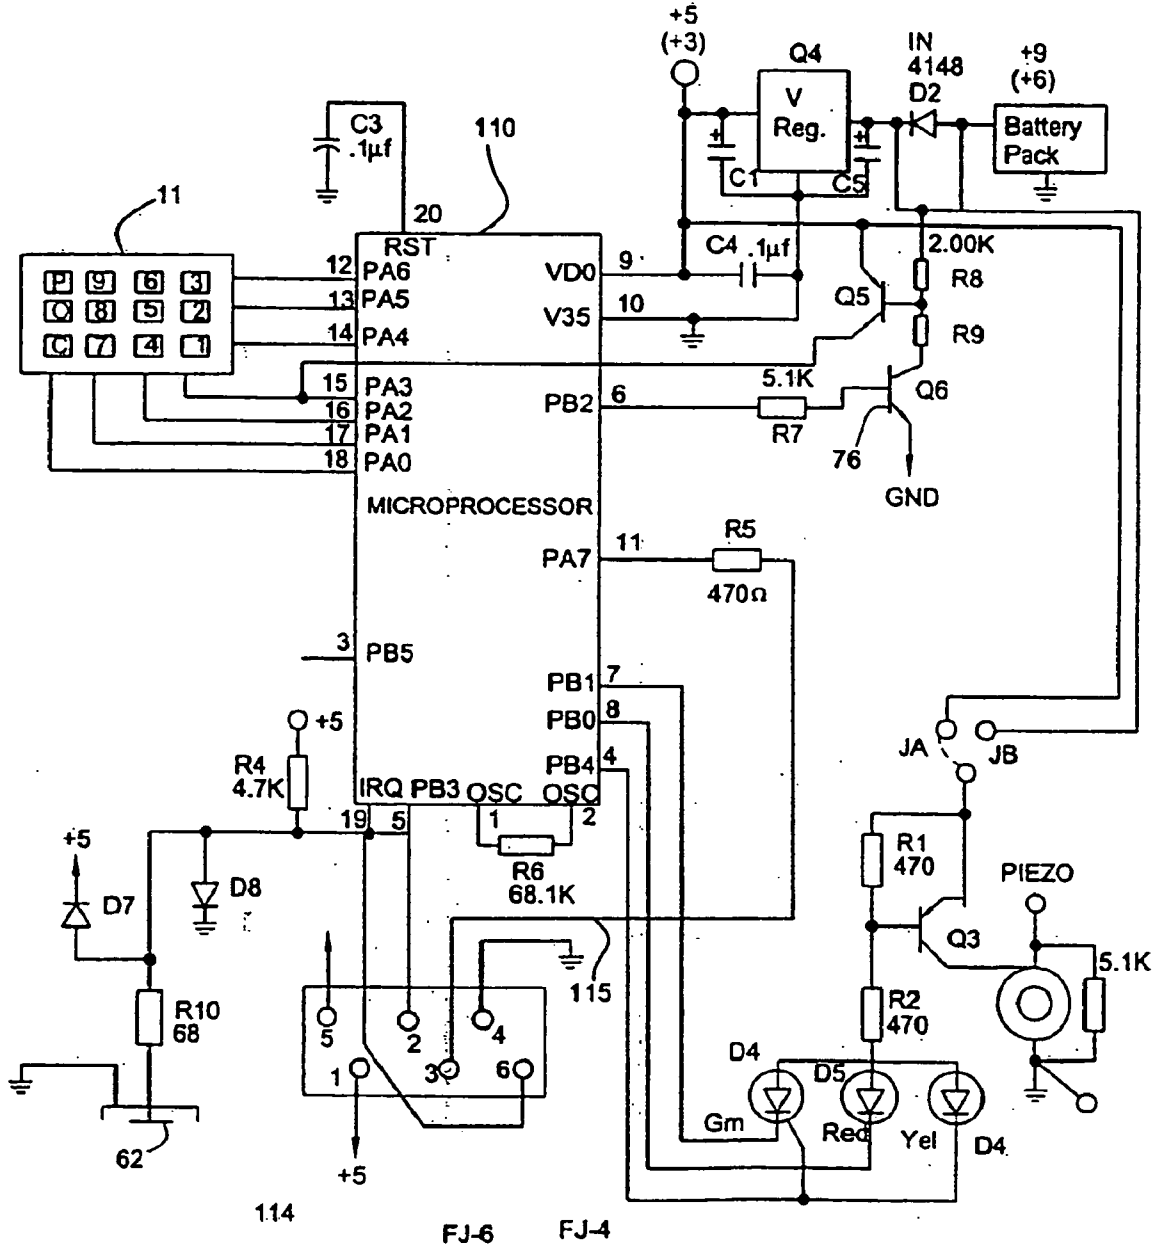 +5
(+3)
Q4
V
Reg.
IN
4148
D2
+9
(+6)
Battery
Pack
C3
.1µf
110
+
C1
+
C5
11
20
RST
C4
.1µf
2.00K
R8
P 9 6 3
O 8 5 2
C 7 4 1
12
PA6
13
PA5
14
PA4
15
PA3
16
PA2
17
PA1
18
PA0
VD0
9
V35
10
Q5
R9
5.1K
R7
Q6
76
GND
PB2
6
MICROPROCESSOR
PA7
11
R5
470Ω
3
PB5
PB1
7
PB0
8
PB4
4
JA
JB
+5
R4
4.7K
IRQ
PB3
OSC
OSC
19
5
1
2
R6
68.1K
+5
D7
D8
R1
470
PIEZO
Q3
5.1K
115
R10
68
5
2
4
1
3
6
R2
470
D4
D5
Grn
Red
Yel
D4
62
+5
114
FJ-6
FJ-4